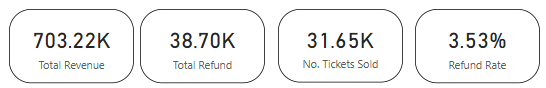 703.22K
Total Revenue
38.70K
Total Refund
31.65K
No. Tickets Sold
3.53%
Refund Rate